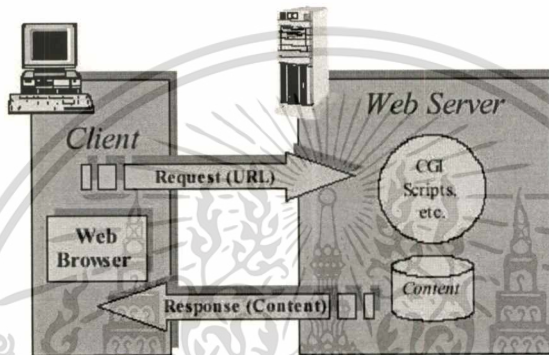 Client
Web Server
Request (URL)
CGI
Scripts,
etc.
Web
Browser
Response (Content)
Content